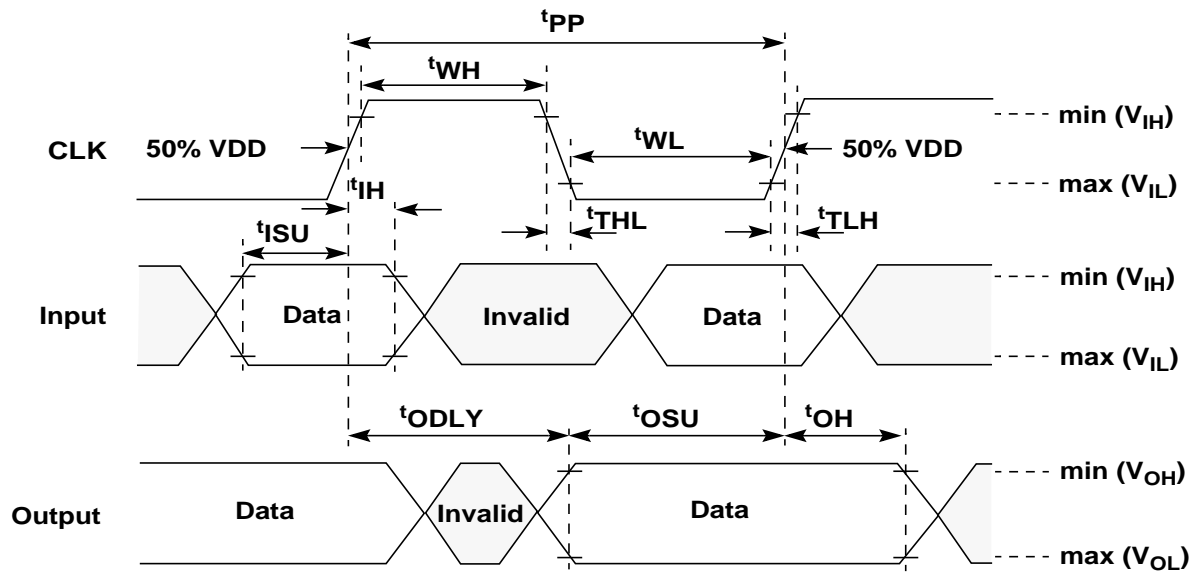 tPP
tWH
min (VIH)
CLK
50% VDD
tWL
50% VDD
max (VIL)
tIH
tTHL
tTLH
tISU
min (VIH)
Input
Data
Invalid
Data
max (VIL)
tODLY
tOSU
tOH
min (VOH)
Output
Data
Invalid
Data
max (VOL)